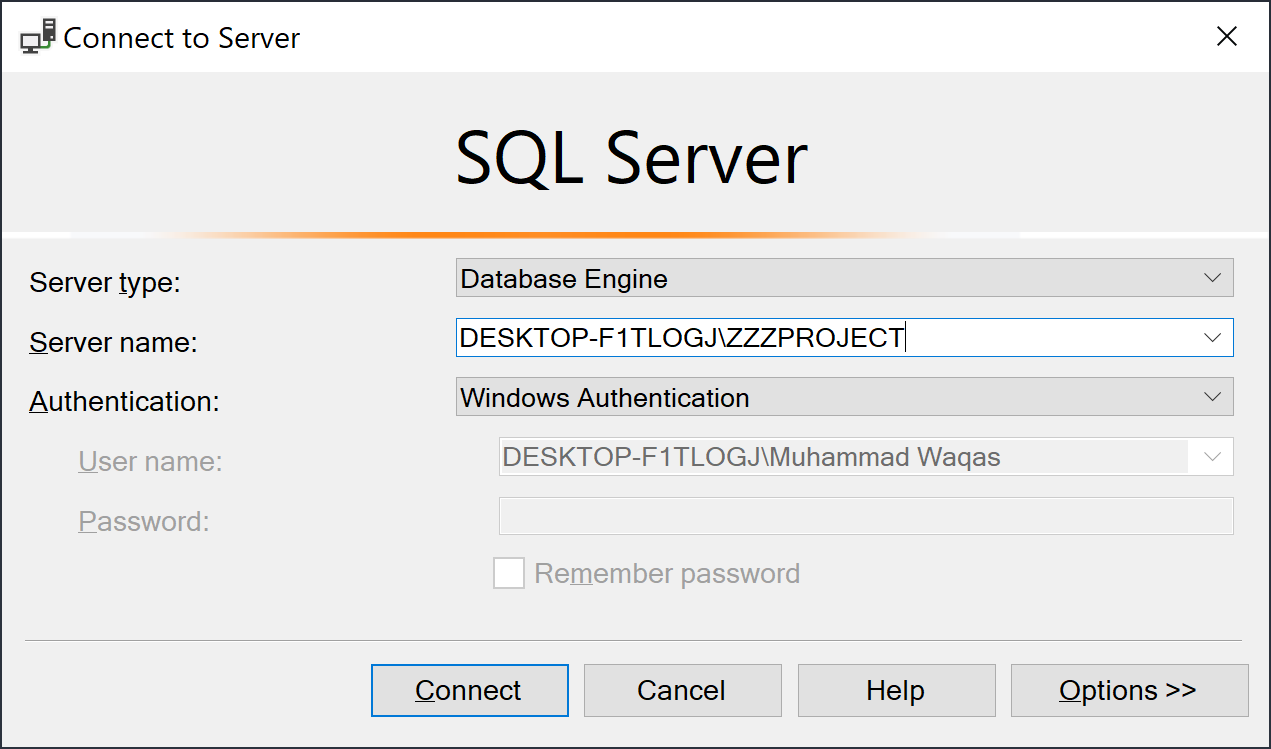 Connect to Server
SQL Server
Server type: Database Engine
Server name: DESKTOP-F1TLOGJ\ZZZPROJECT
Authentication: Windows Authentication
User name: DESKTOP-F1TLOGJ\Muhammad Waqas
Password:
Remember password
Connect Cancel Help Options >>